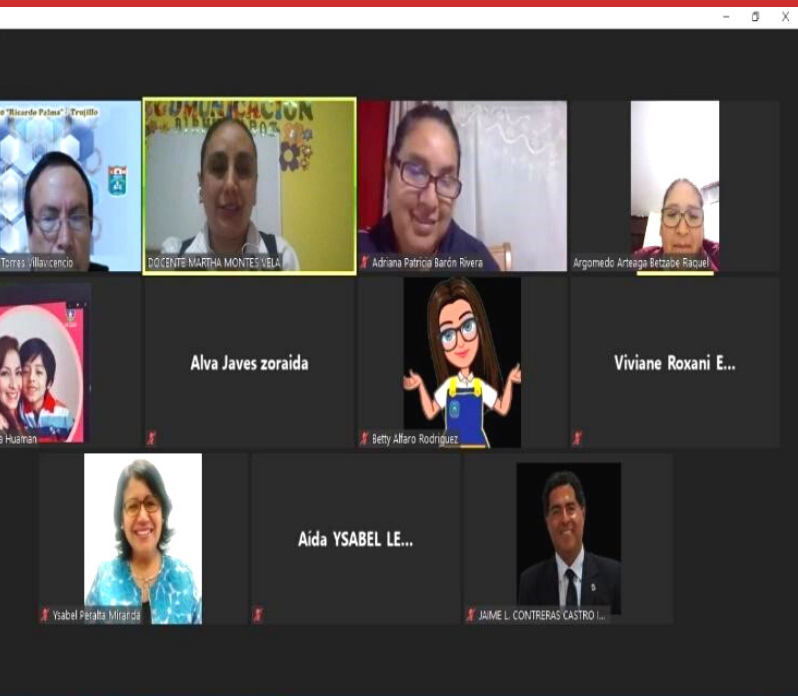 "Ricardo Palma" - Trujillo
COMUNICACIÓN
Torres Villavicencio
DOCENTE MARTHA MONTES VELA
Adriana Patricia Barón Rivera
Argomedo Arteaga Betzabe Raquel
Huaman
Alva Javes zoraida
Betty Alfaro Rodriguez
Viviane Roxani E...
Ysabel Peralta Miranda
Aída YSABEL LE...
JAIME L. CONTRERAS CASTRO I...